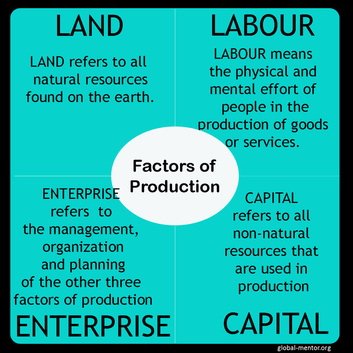 LAND
LAND refers to all
natural resources
found on the earth.
LABOUR
LABOUR means
the physical and
mental effort of
people in the
production of goods
or services.
Factors of
Production
ENTERPRISE
refers to
the management,
organization
and planning
of the other three
factors of production
ENTERPRISE
CAPITAL
refers to all
non-natural
resources that
are used in
production
CAPITAL
global-mentor.org